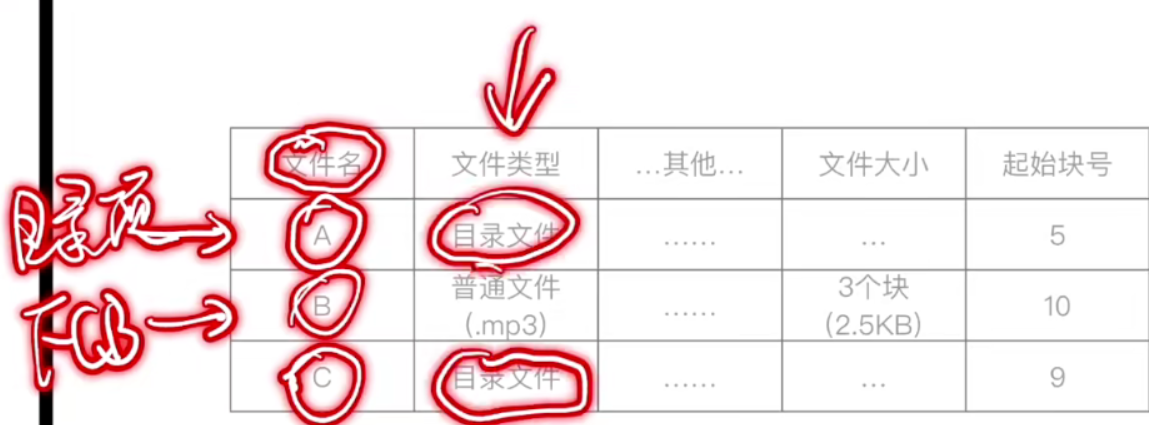 文件名 文件类型 ...其他... 文件大小 起始块号
目录项→ A 目录文件 ...... ... 5
FCB→ B 普通文件 ...... 3个块 10
(.mp3) (2.5KB)
C 目录文件 ...... ... 9